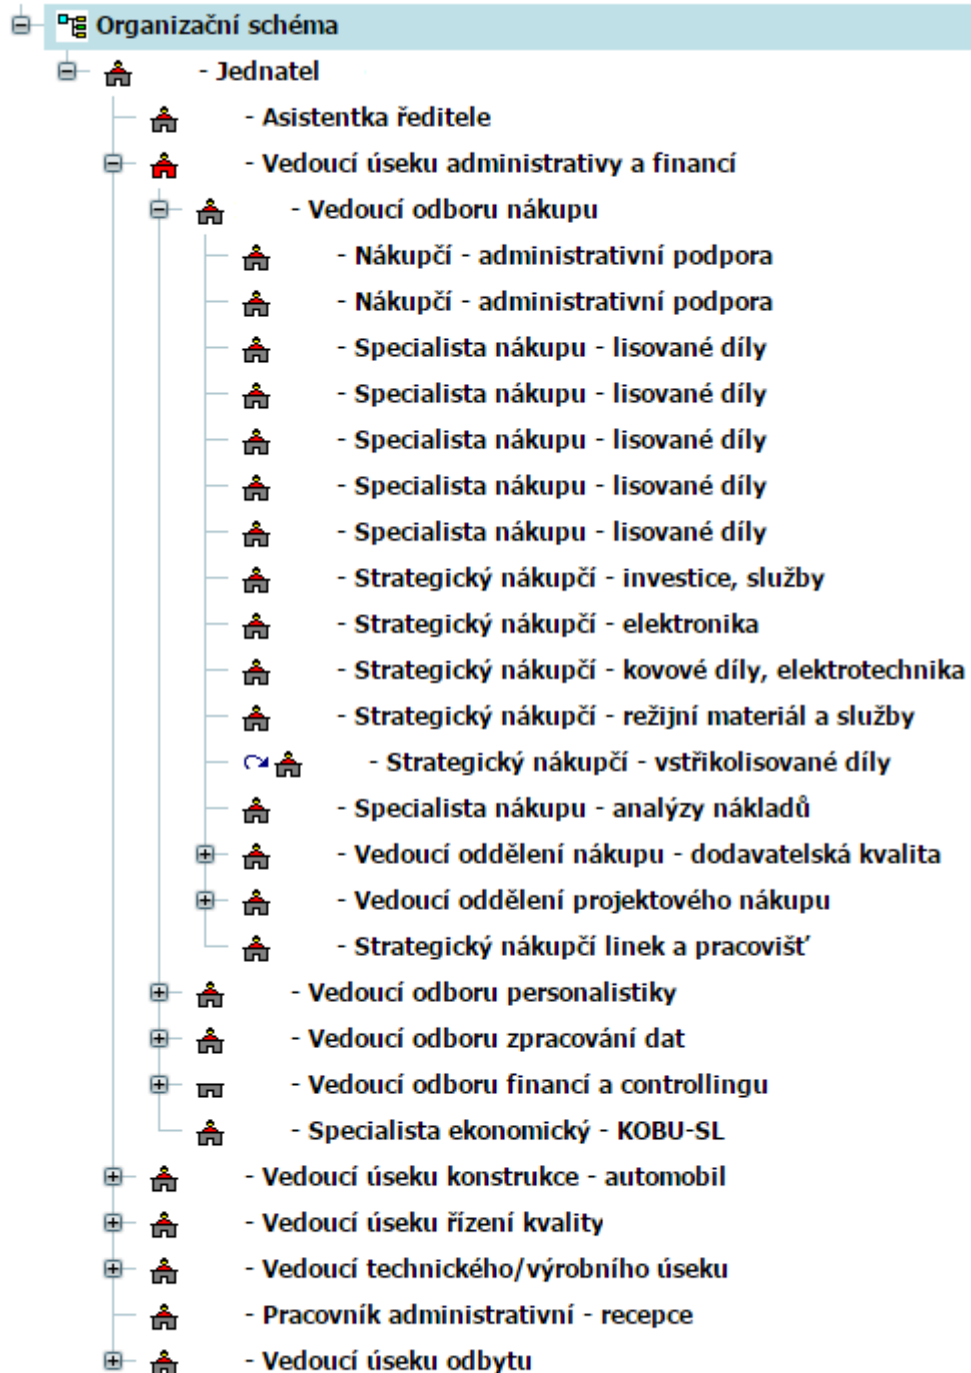 Organizační schéma
- Jednatel
- Asistentka ředitele
- Vedoucí úseku administrativy a financí
- Vedoucí odboru nákupu
- Nákupčí - administrativní podpora
- Nákupčí - administrativní podpora
- Specialista nákupu - lisované díly
- Specialista nákupu - lisované díly
- Specialista nákupu - lisované díly
- Specialista nákupu - lisované díly
- Specialista nákupu - lisované díly
- Strategický nákupčí - investice, služby
- Strategický nákupčí - elektronika
- Strategický nákupčí - kovové díly, elektrotechnika
- Strategický nákupčí - režijní materiál a služby
- Strategický nákupčí - vstřikolisované díly
- Specialista nákupu - analýzy nákladů
- Vedoucí oddělení nákupu - dodavatelská kvalita
- Vedoucí oddělení projektového nákupu
- Strategický nákupčí linek a pracovišť
- Vedoucí odboru personalistiky
- Vedoucí odboru zpracování dat
- Vedoucí odboru financí a controllingu
- Specialista ekonomický - KOBU-SL
- Vedoucí úseku konstrukce - automobil
- Vedoucí úseku řízení kvality
- Vedoucí technického/výrobního úseku
- Pracovník administrativní - recepce
- Vedoucí úseku odbytu